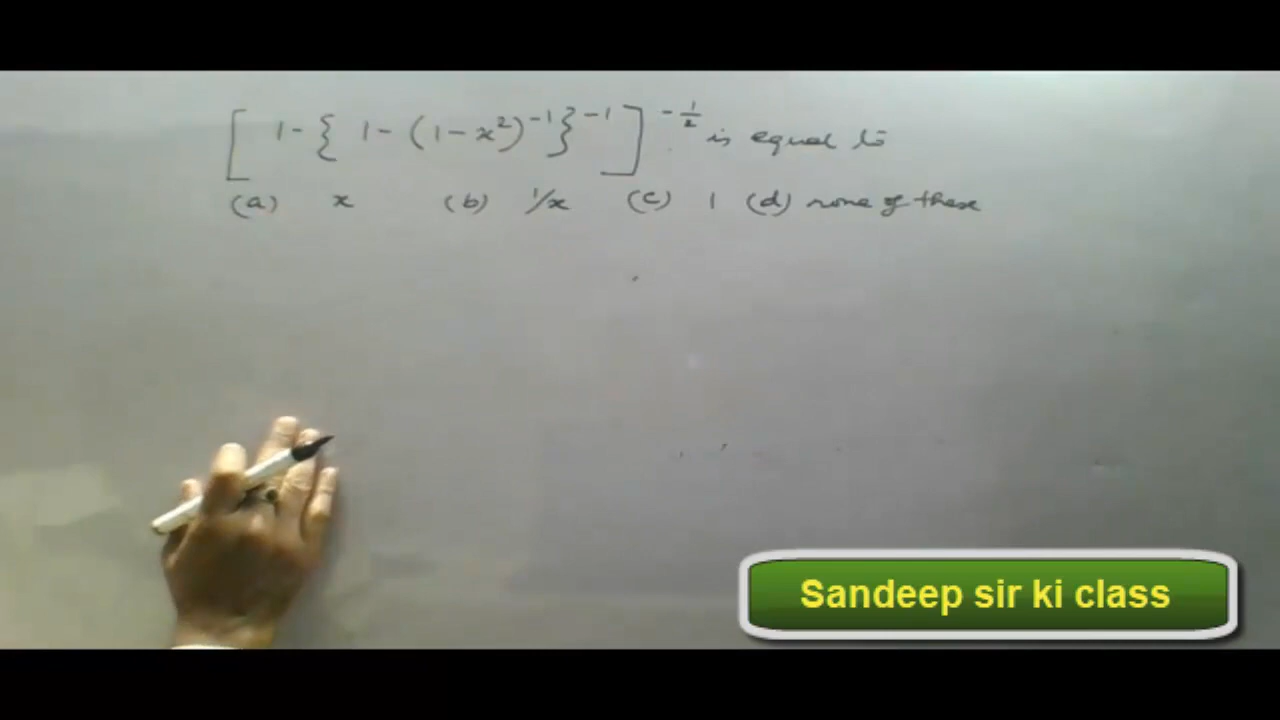 [ 1 - { 1 - (1 - x²)⁻¹ }⁻¹ ]^(-1/2) is equal to
(a) x (b) 1/x (c) 1 (d) none of these
Sandeep sir ki class